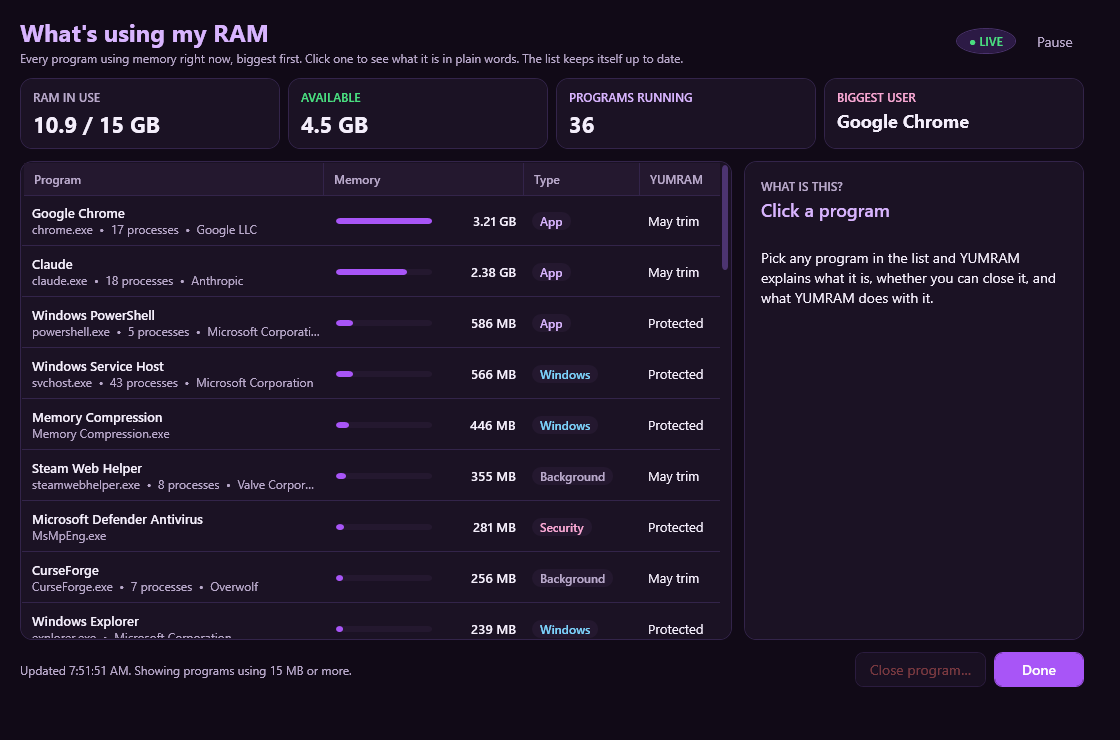 What's using my RAM
● LIVE
Pause
Every program using memory right now, biggest first. Click one to see what it is in plain words. The list keeps itself up to date.
RAM IN USE
10.9 / 15 GB
AVAILABLE
4.5 GB
PROGRAMS RUNNING
36
BIGGEST USER
Google Chrome
Program Memory Type YUMRAM
Google Chrome
chrome.exe • 17 processes • Google LLC
3.21 GB App May trim
Claude
claude.exe • 18 processes • Anthropic
2.38 GB App May trim
Windows PowerShell
powershell.exe • 5 processes • Microsoft Corporati...
586 MB App Protected
Windows Service Host
svchost.exe • 43 processes • Microsoft Corporation
566 MB Windows Protected
Memory Compression
Memory Compression.exe
446 MB Windows Protected
Steam Web Helper
steamwebhelper.exe • 8 processes • Valve Corpor...
355 MB Background May trim
Microsoft Defender Antivirus
MsMpEng.exe
281 MB Security Protected
CurseForge
CurseForge.exe • 7 processes • Overwolf
256 MB Background May trim
Windows Explorer
explorer.exe • Microsoft Corporation
239 MB Windows Protected
WHAT IS THIS?
Click a program
Pick any program in the list and YUMRAM
explains what it is, whether you can close it, and
what YUMRAM does with it.
Updated 7:51:51 AM. Showing programs using 15 MB or more.
Close program...
Done